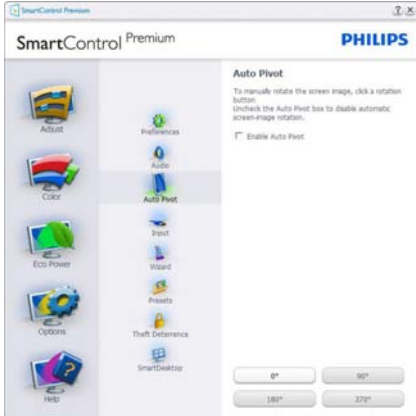 SmartControl Premium
? ×
SmartControl Premium
PHILIPS
Adjust
Color
Eco Power
Options
Help
Preferences
Audio
Auto Pivot
Input
Wizard
Presets
Theft Deterrence
SmartDesktop
Auto Pivot
To manually rotate the screen image, click a rotation
button
Uncheck the Auto Pivot box to disable automatic
screen-image rotation.
Enable Auto Pivot
0°
90°
180°
270°